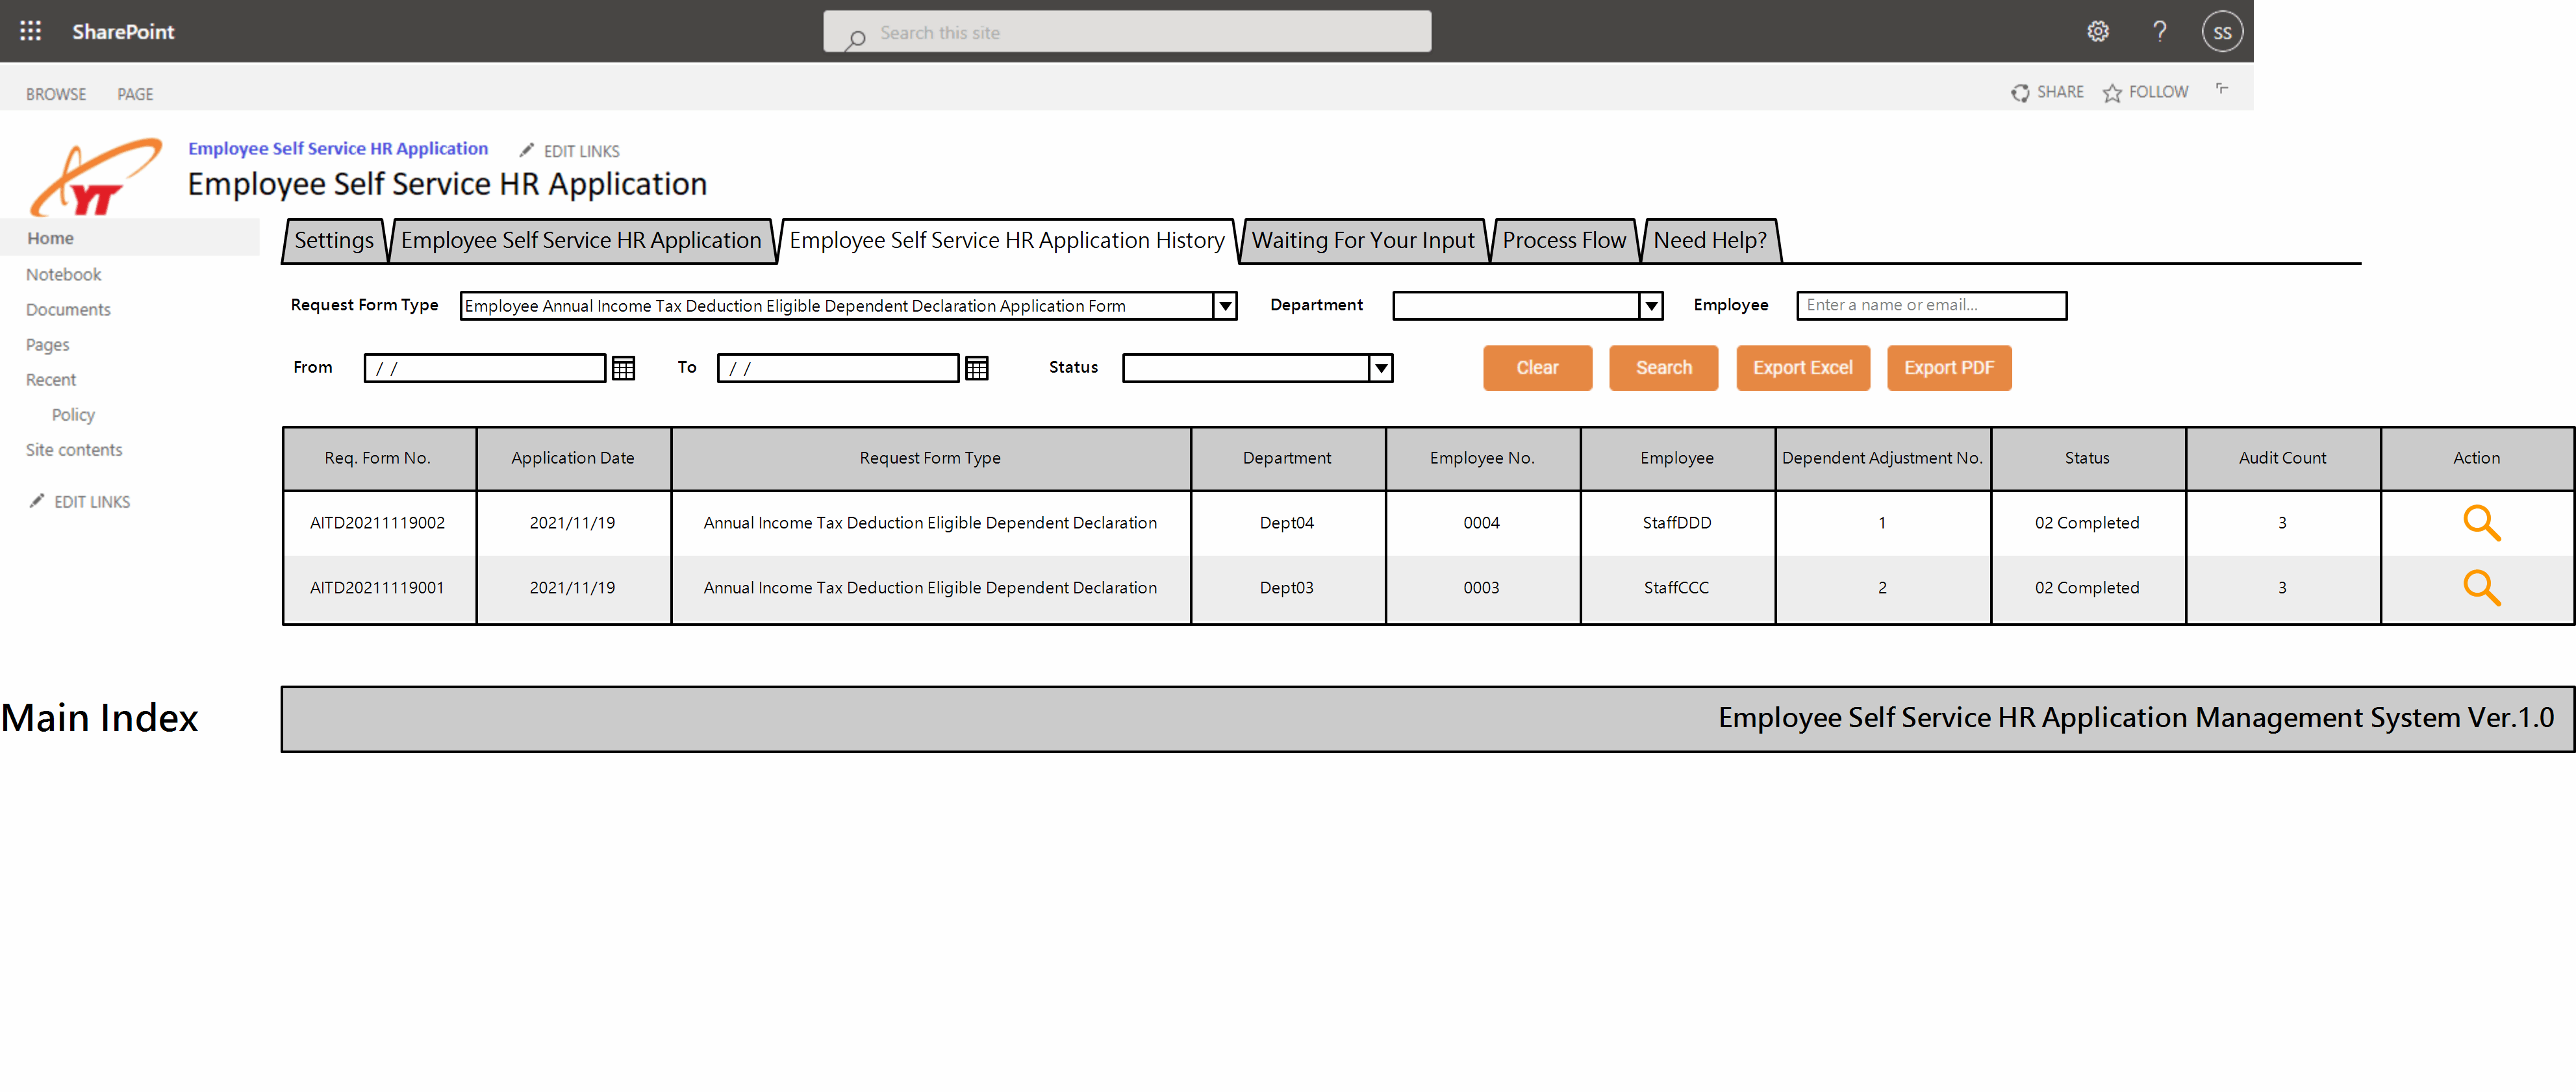 SharePoint
Search this site
?
SS
BROWSE PAGE
SHARE FOLLOW
YT
Employee Self Service HR Application EDIT LINKS
Employee Self Service HR Application
Home
Notebook
Documents
Pages
Recent
Policy
Site contents
EDIT LINKS
Settings Employee Self Service HR Application Employee Self Service HR Application History Waiting For Your Input Process Flow Need Help?
Request Form Type Employee Annual Income Tax Deduction Eligible Dependent Declaration Application Form Department Employee Enter a name or email...
From / / To / / Status Clear Search Export Excel Export PDF
Req. Form No. Application Date Request Form Type Department Employee No. Employee Dependent Adjustment No. Status Audit Count Action
AITD20211119002 2021/11/19 Annual Income Tax Deduction Eligible Dependent Declaration Dept04 0004 StaffDDD 1 02 Completed 3
AITD20211119001 2021/11/19 Annual Income Tax Deduction Eligible Dependent Declaration Dept03 0003 StaffCCC 2 02 Completed 3
Main Index
Employee Self Service HR Application Management System Ver.1.0